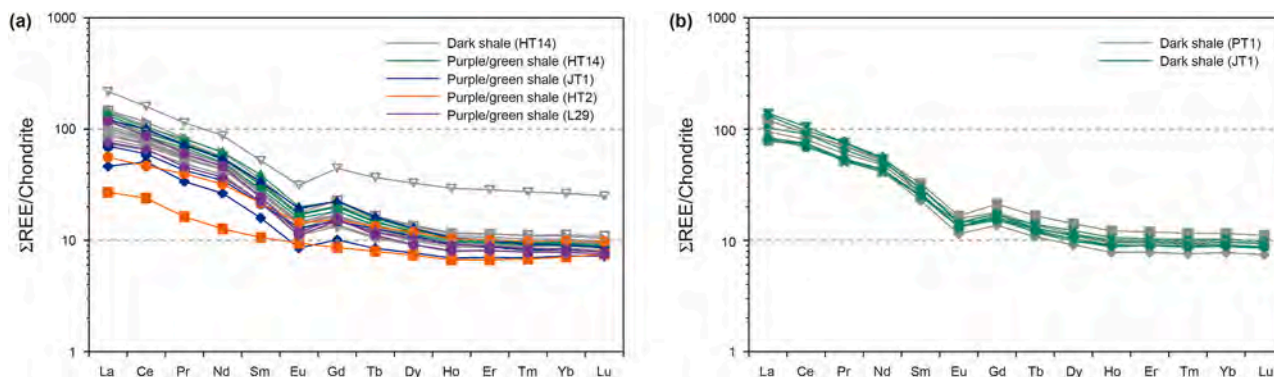 (a)
1000
100
10
1
ΣREE/Chondrite
Dark shale (HT14)
Purple/green shale (HT14)
Purple/green shale (JT1)
Purple/green shale (HT2)
Purple/green shale (L29)
La Ce Pr Nd Sm Eu Gd Tb Dy Ho Er Tm Yb Lu
(b)
1000
100
10
1
ΣREE/Chondrite
Dark shale (PT1)
Dark shale (JT1)
La Ce Pr Nd Sm Eu Gd Tb Dy Ho Er Tm Yb Lu